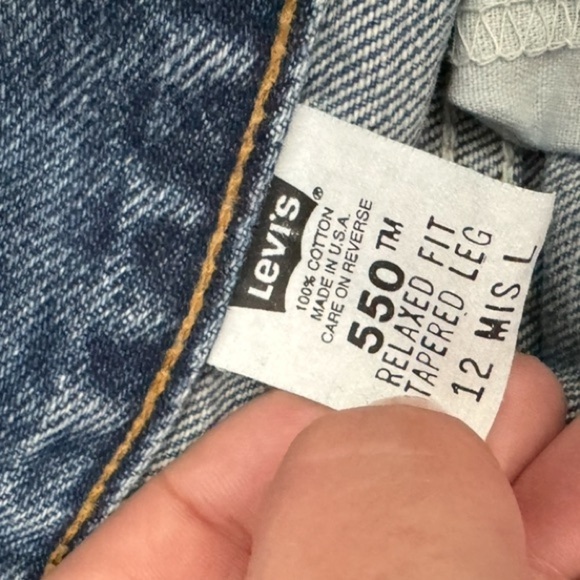 Levi's ®
100% COTTON
MADE IN U.S.A.
CARE ON REVERSE
550™
RELAXED FIT
TAPERED LEG
12 MIS L